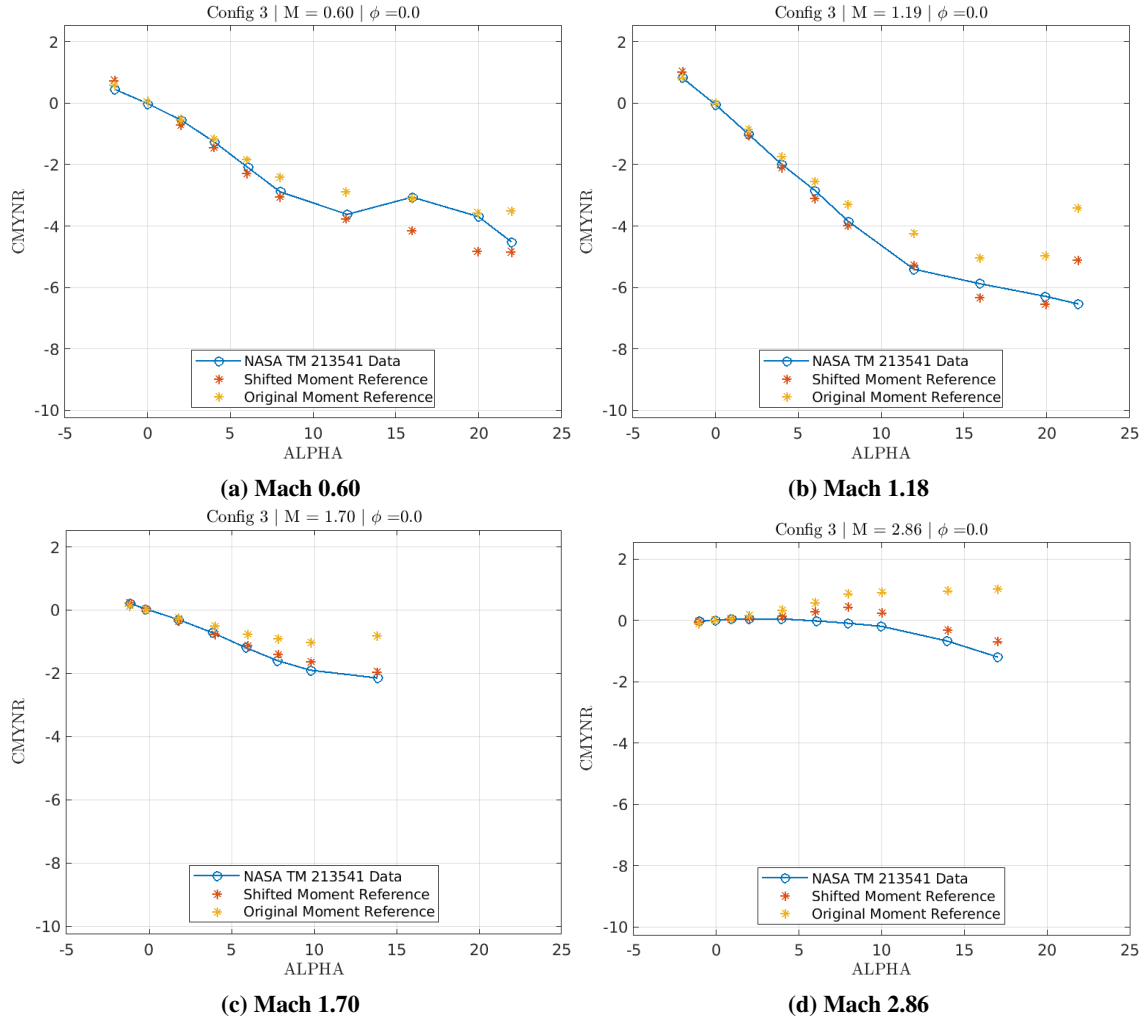 Config 3 | M = 0.60 | ϕ =0.0
2
0
-2
-4
-6
-8
-10
CMYNR
NASA TM 213541 Data
Shifted Moment Reference
Original Moment Reference
-5 0 5 10 15 20 25
ALPHA
(a) Mach 0.60
Config 3 | M = 1.19 | ϕ =0.0
2
0
-2
-4
-6
-8
-10
CMYNR
NASA TM 213541 Data
Shifted Moment Reference
Original Moment Reference
-5 0 5 10 15 20 25
ALPHA
(b) Mach 1.18
Config 3 | M = 1.70 | ϕ =0.0
2
0
-2
-4
-6
-8
-10
CMYNR
NASA TM 213541 Data
Shifted Moment Reference
Original Moment Reference
-5 0 5 10 15 20 25
ALPHA
(c) Mach 1.70
Config 3 | M = 2.86 | ϕ =0.0
2
0
-2
-4
-6
-8
-10
CMYNR
NASA TM 213541 Data
Shifted Moment Reference
Original Moment Reference
-5 0 5 10 15 20 25
ALPHA
(d) Mach 2.86